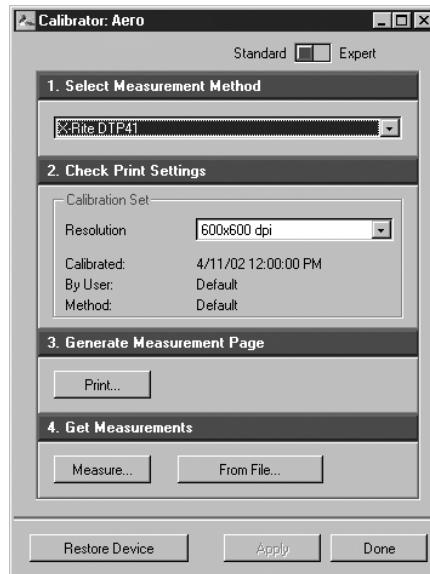 Calibrator: Aero
Standard Expert
1. Select Measurement Method
X-Rite DTP41
2. Check Print Settings
Calibration Set
Resolution 600x600 dpi
Calibrated: 4/11/02 12:00:00 PM
By User: Default
Method: Default
3. Generate Measurement Page
Print...
4. Get Measurements
Measure... From File...
Restore Device Apply Done